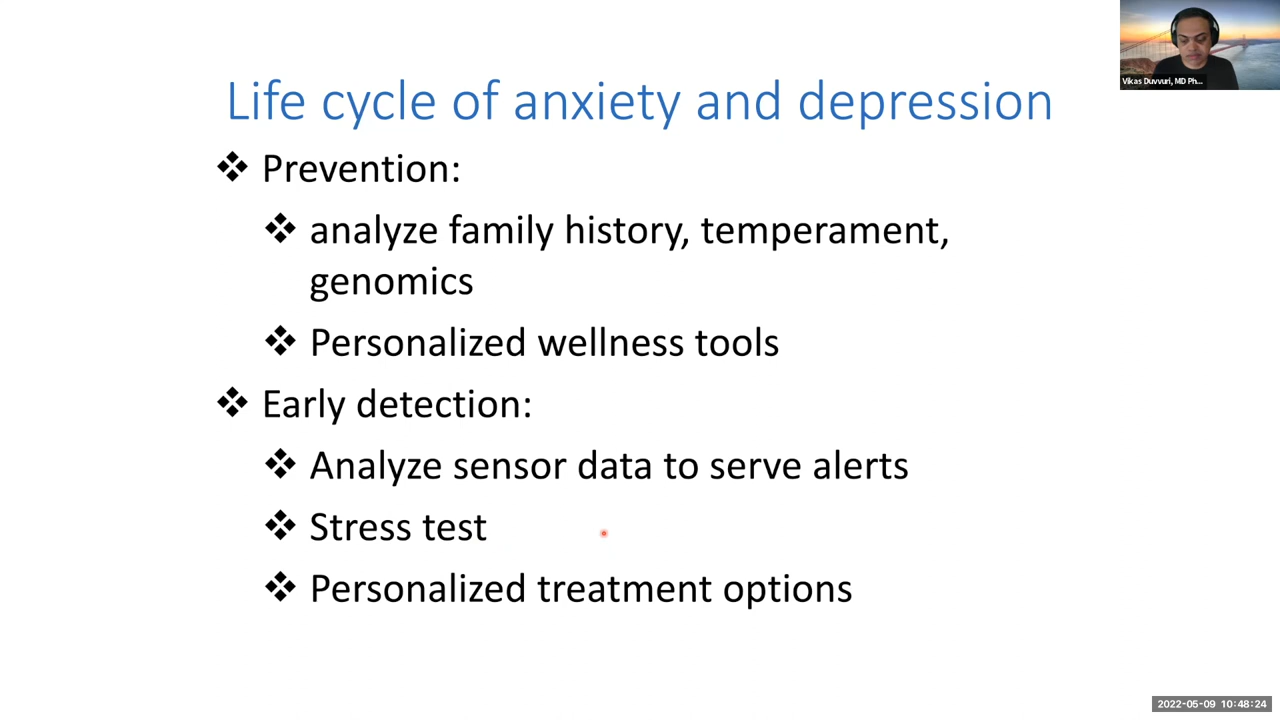 Vikas Duvvuri, MD Ph...
Life cycle of anxiety and depression
❖ Prevention:
❖ analyze family history, temperament,
genomics
❖ Personalized wellness tools
❖ Early detection:
❖ Analyze sensor data to serve alerts
❖ Stress test
❖ Personalized treatment options
2022-05-09 10:48:24